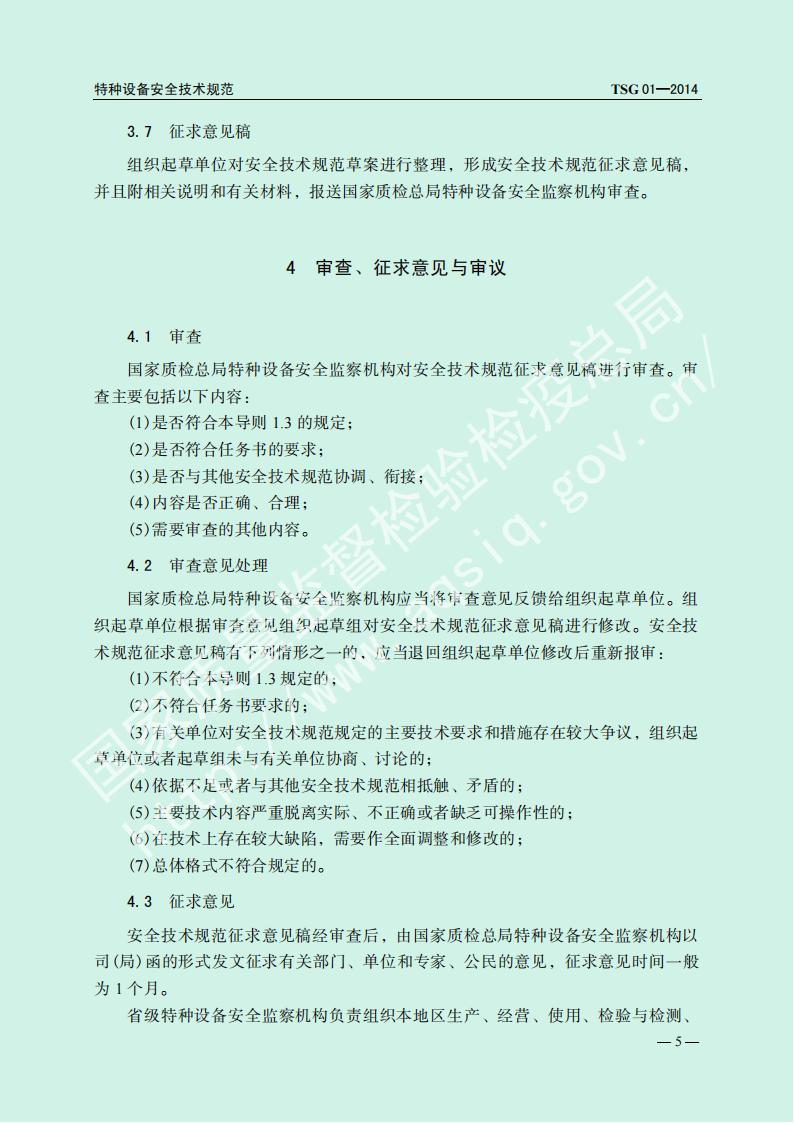 特种设备安全技术规范 TSG 01—2014
3.7 征求意见稿
组织起草单位对安全技术规范草案进行整理，形成安全技术规范征求意见稿，
并且附相关说明和有关材料，报送国家质检总局特种设备安全监察机构审查。
4 审查、征求意见与审议
4.1 审查
国家质检总局特种设备安全监察机构对安全技术规范征求意见稿进行审查。审
查主要包括以下内容：
(1)是否符合本导则 1.3 的规定；
(2)是否符合任务书的要求；
(3)是否与其他安全技术规范协调、衔接；
(4)内容是否正确、合理；
(5)需要审查的其他内容。
4.2 审查意见处理
国家质检总局特种设备安全监察机构应当将审查意见反馈给组织起草单位。组
织起草单位根据审查意见组织起草组对安全技术规范征求意见稿进行修改。安全技
术规范征求意见稿有下列情形之一的，应当退回组织起草单位修改后重新报审：
(1)不符合本导则 1.3 规定的；
(2)不符合任务书要求的；
(3)有关单位对安全技术规范规定的主要技术要求和措施存在较大争议，组织起
草单位或者起草组未与有关单位协商、讨论的；
(4)依据不足或者与其他安全技术规范相抵触、矛盾的；
(5)主要技术内容严重脱离实际、不正确或者缺乏可操作性的；
(6)在技术上存在较大缺陷，需要作全面调整和修改的；
(7)总体格式不符合规定的。
4.3 征求意见
安全技术规范征求意见稿经审查后，由国家质检总局特种设备安全监察机构以
司(局)函的形式发文征求有关部门、单位和专家、公民的意见，征求意见时间一般
为 1 个月。
省级特种设备安全监察机构负责组织本地区生产、经营、使用、检验与检测、
— 5 —
国家质量监督检验检疫总局
http://www.aqsiq.gov.cn/